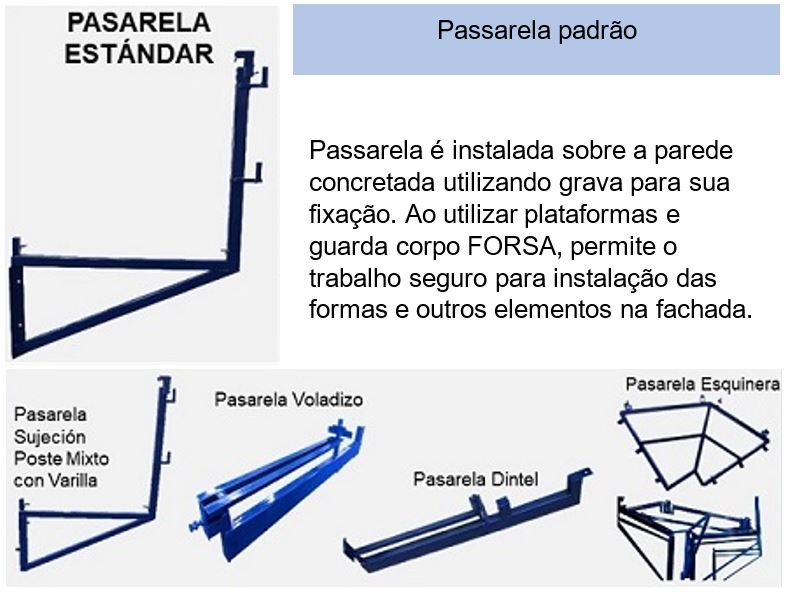 PASARELA
ESTÁNDAR
Passarela padrão
Passarela é instalada sobre a parede
concretada utilizando grava para sua
fixação. Ao utilizar plataformas e
guarda corpo FORSA, permite o
trabalho seguro para instalação das
formas e outros elementos na fachada.
Pasarela
Sujeción
Poste Mixto
con Varilla
Pasarela Voladizo
Pasarela Dintel
Pasarela Esquinera